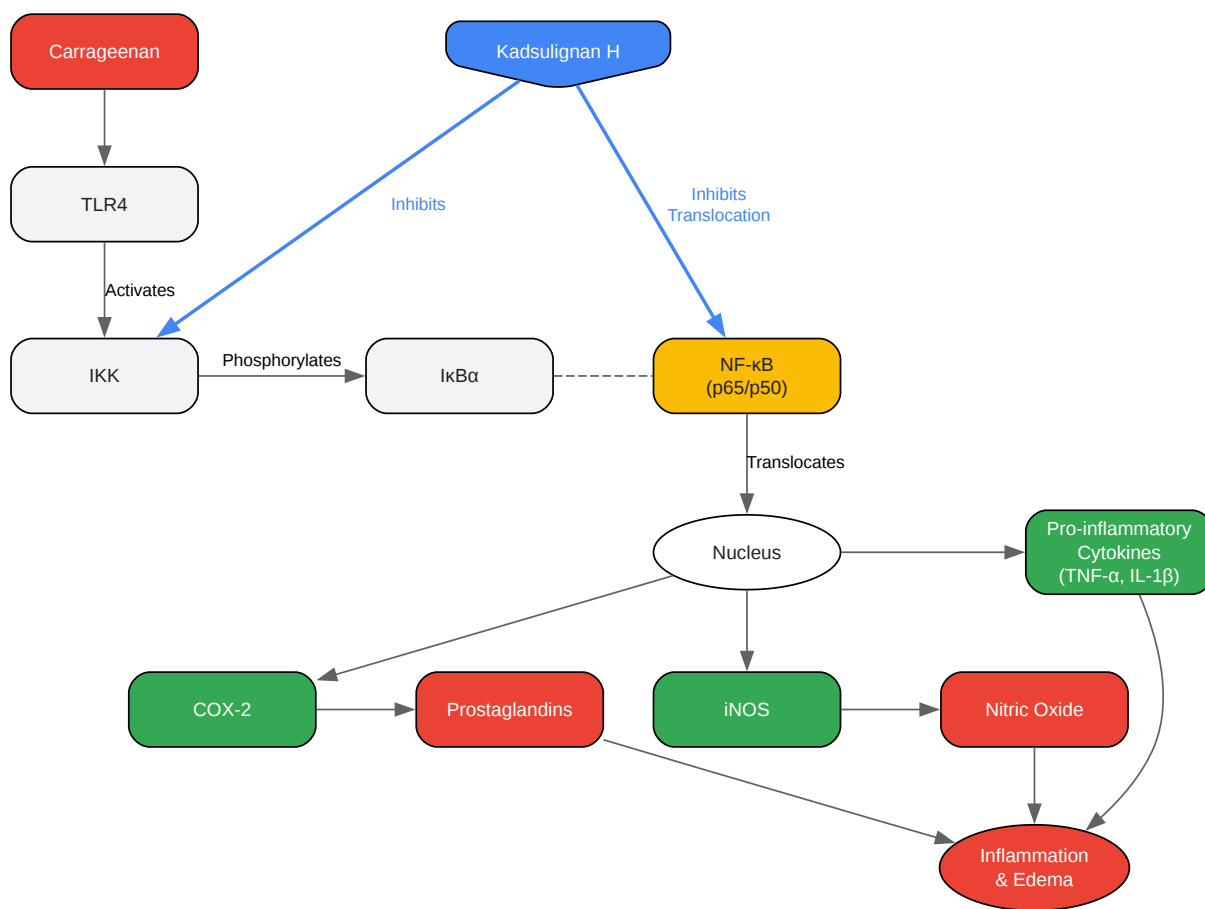 Carrageenan
Kadsulignan H
TLR4
Inhibits
Inhibits
Translocation
Activates
IKK
Phosphorylates
IκBα
NF-κB
(p65/p50)
Translocates
Nucleus
Pro-inflammatory
Cytokines
(TNF-α, IL-1β)
COX-2
Prostaglandins
iNOS
Nitric Oxide
Inflammation
& Edema